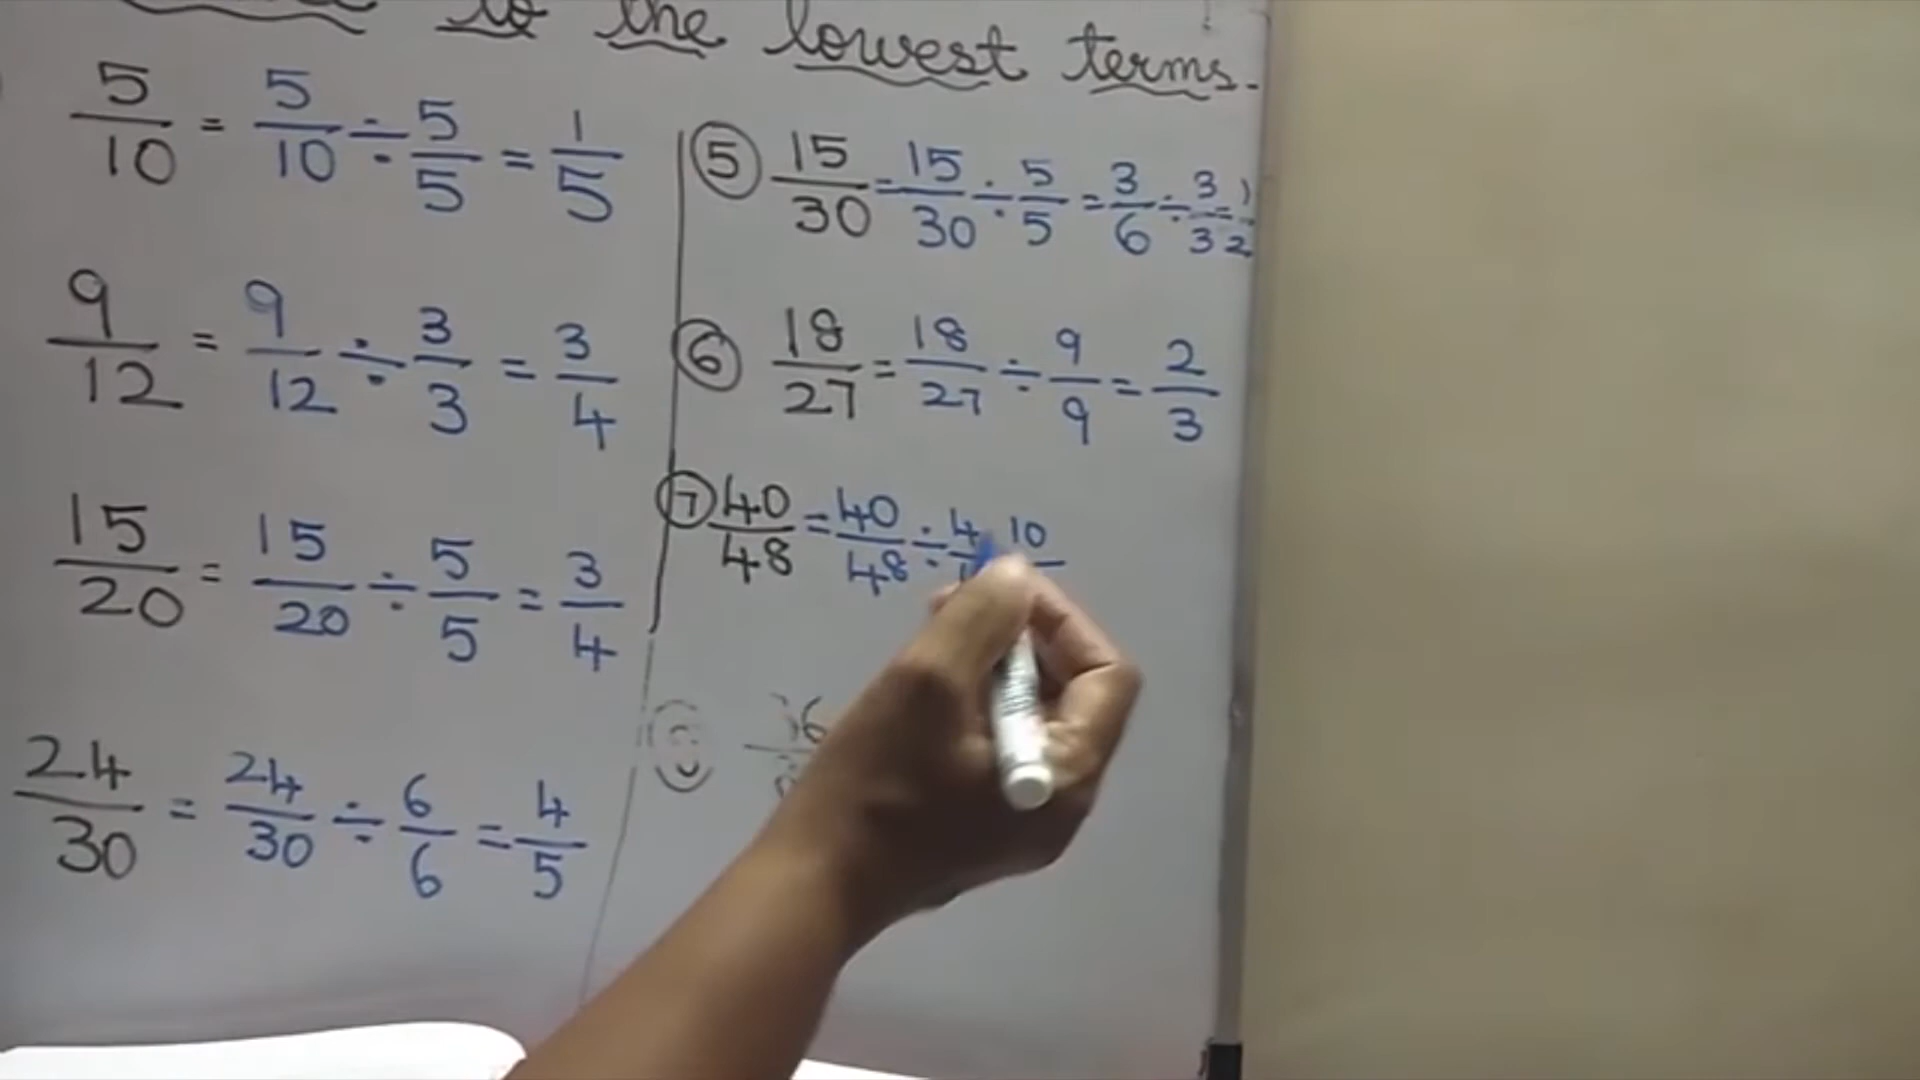 to the lowest terms.
5/10 = 5/10 ÷ 5/5 = 1/5
9/12 = 9/12 ÷ 3/3 = 3/4
15/20 = 15/20 ÷ 5/5 = 3/4
24/30 = 24/30 ÷ 6/6 = 4/5
⑤ 15/30 = 15/30 ÷ 5/5 = 3/6 ÷ 3/3 = 1/2
⑥ 18/27 = 18/27 ÷ 9/9 = 2/3
⑦ 40/48 = 40/48 ÷ 4 10